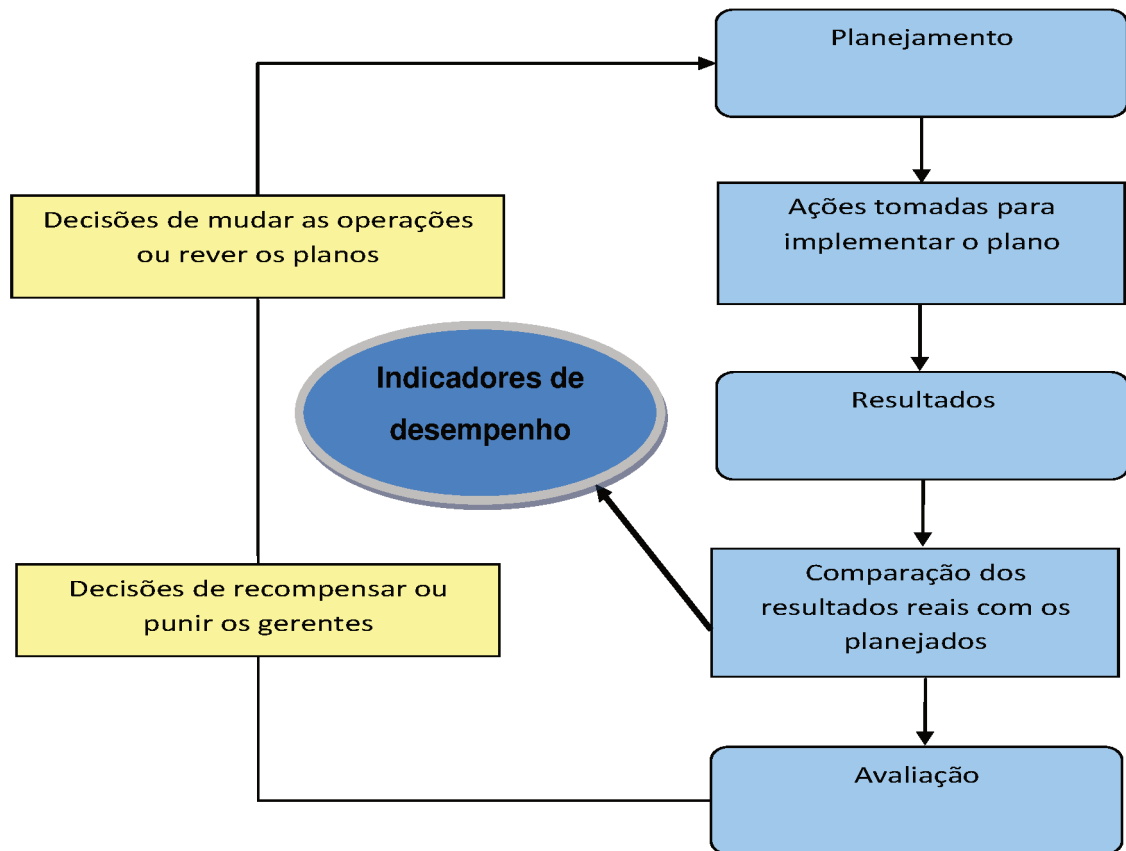 Planejamento
Ações tomadas para
implementar o plano
Resultados
Comparação dos
resultados reais com os
planejados
Avaliação
Decisões de mudar as operações
ou rever os planos
Indicadores de
desempenho
Decisões de recompensar ou
punir os gerentes